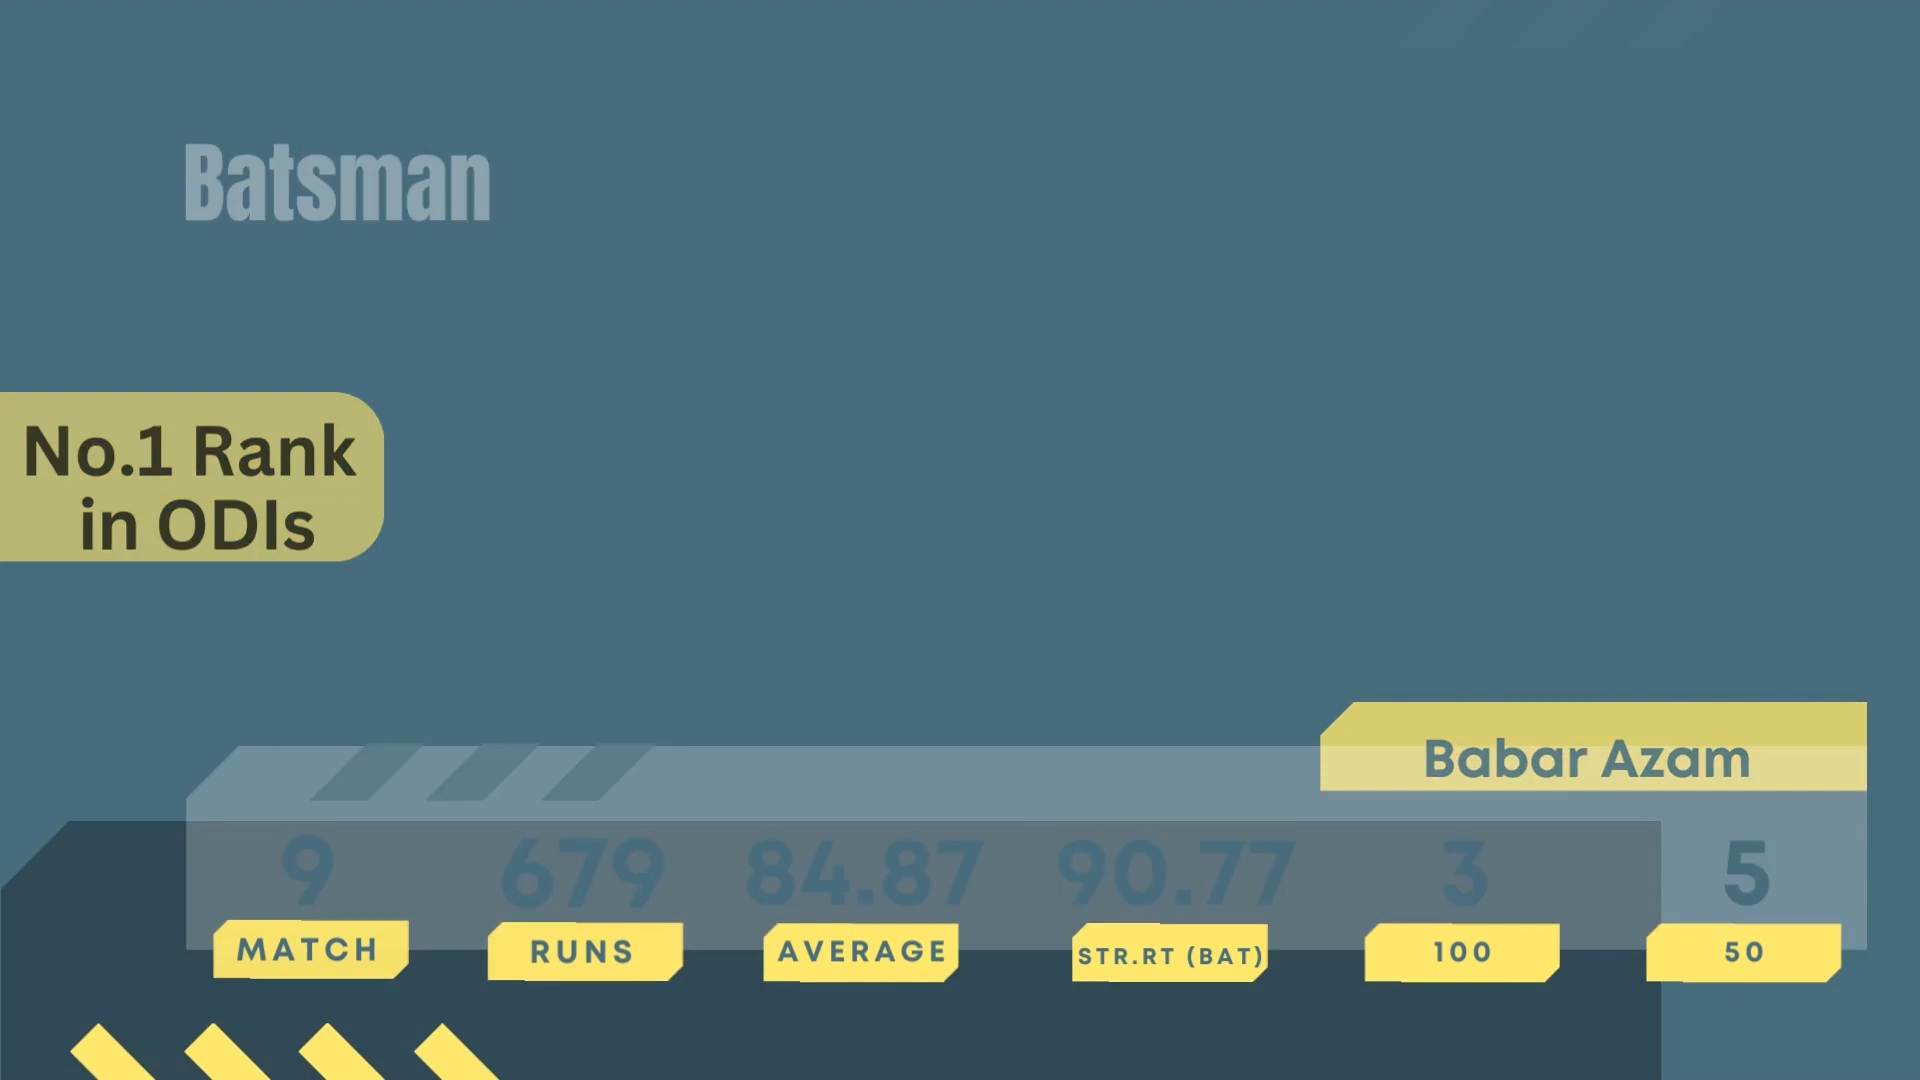 Batsman
No.1 Rank
in ODIs
Babar Azam
9 679 84.87 90.77 3 5
MATCH RUNS AVERAGE STR.RT (BAT) 100 50